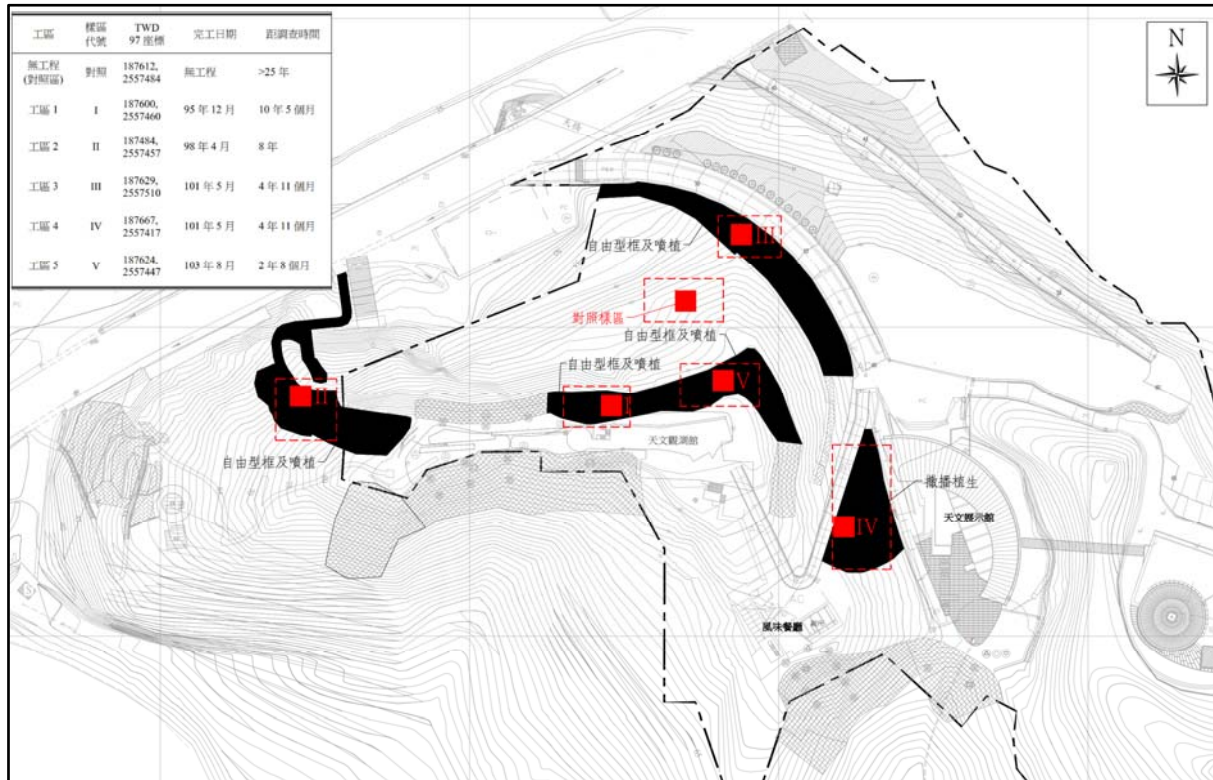 工區 樣區代號 TWD 97座標 完工日期 距調查時間
無工程(對照區) 對照 187612, 2557484 無工程 >25 年
工區 1 I 187600, 2557460 95 年 12 月 10 年 5 個月
工區 2 II 187484, 2557457 98 年 4 月 8 年
工區 3 III 187629, 2557510 101 年 5 月 4 年 11 個月
工區 4 IV 187667, 2557417 101 年 5 月 4 年 11 個月
工區 5 V 187624, 2557447 103 年 8 月 2 年 8 個月
N
天橋
III
自由型框及噴植
對照樣區
自由型框及噴植
自由型框及噴植
V
II
I
天文觀測館
自由型框及噴植
撒播植生
天文展示館
IV
風味餐廳